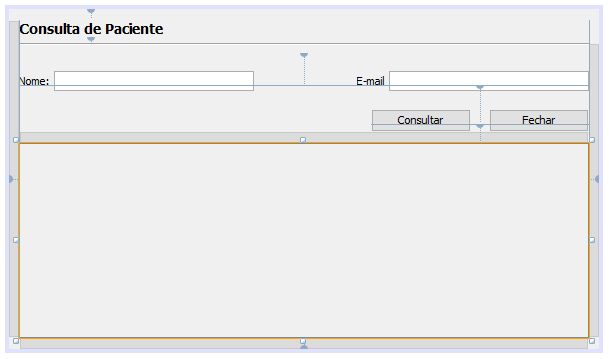 Consulta de Paciente
Nome: E-mail
Consultar Fechar